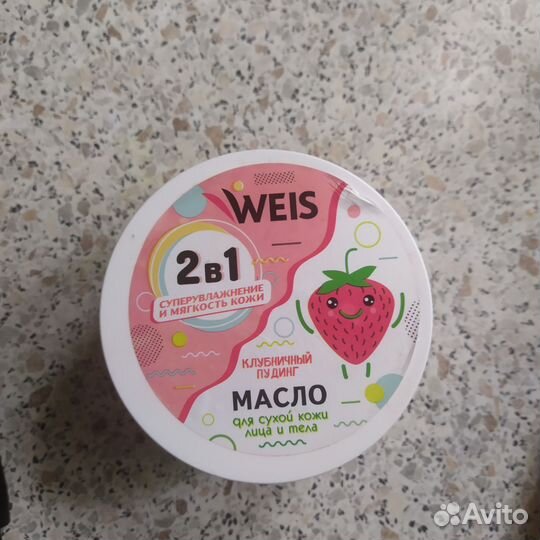 WEIS
2в1
СУПЕРУВЛАЖНЕНИЕ
И МЯГКОСТЬ КОЖИ
КЛУБНИЧНЫЙ
ПУДИНГ
МАСЛО
для сухой кожи
лица и тела
Avito